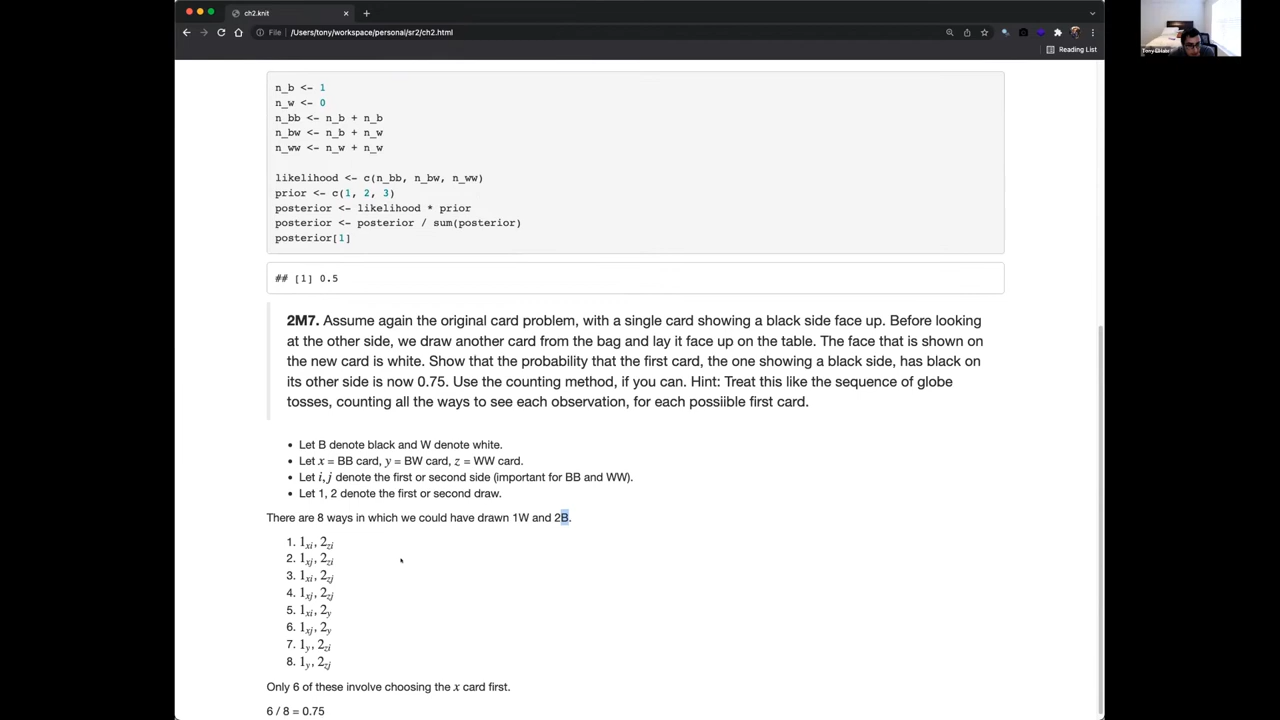 ch2.knit
File /Users/tony/workspace/personal/sr2/ch2.html
Reading List
n_b <- 1
n_w <- 0
n_bb <- n_b + n_b
n_bw <- n_b + n_w
n_ww <- n_w + n_w
likelihood <- c(n_bb, n_bw, n_ww)
prior <- c(1, 2, 3)
posterior <- likelihood * prior
posterior <- posterior / sum(posterior)
posterior[1]
## [1] 0.5
2M7. Assume again the original card problem, with a single card showing a black side face up. Before looking
at the other side, we draw another card from the bag and lay it face up on the table. The face that is shown on
the new card is white. Show that the probability that the first card, the one showing a black side, has black on
its other side is now 0.75. Use the counting method, if you can. Hint: Treat this like the sequence of globe
tosses, counting all the ways to see each observation, for each possiible first card.
• Let B denote black and W denote white.
• Let x = BB card, y = BW card, z = WW card.
• Let i, j denote the first or second side (important for BB and WW).
• Let 1, 2 denote the first or second draw.
There are 8 ways in which we could have drawn 1W and 2B.
1. 1xi, 2zi
2. 1xj, 2zi
3. 1xi, 2zj
4. 1xj, 2zj
5. 1xi, 2y
6. 1xj, 2y
7. 1y, 2zi
8. 1y, 2zj
Only 6 of these involve choosing the x card first.
6 / 8 = 0.75